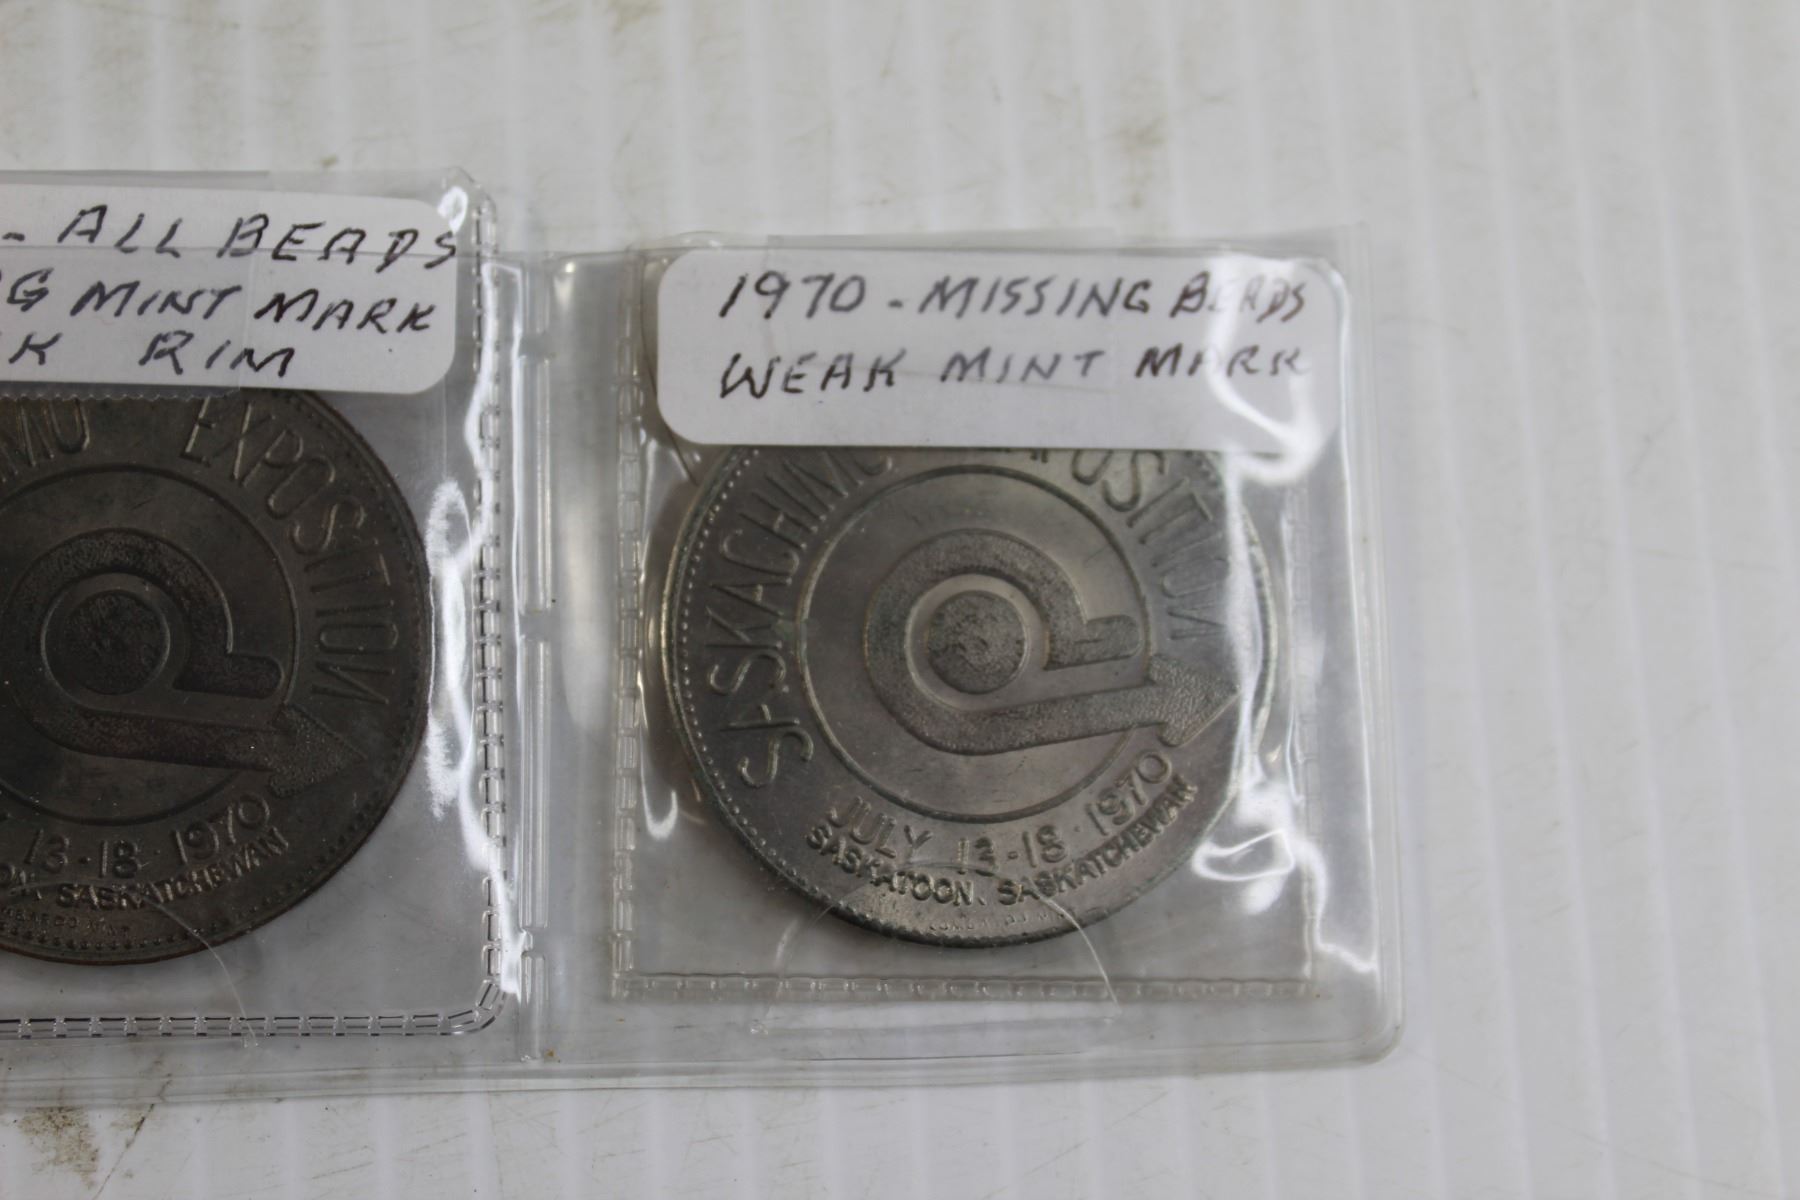 - ALL BEADS
MINT MARK
RIM
EXPOSITION
13-18 · 1970
SASKATCHEWAN
1970 - MISSING BEADS
WEAK MINT MARK
SASKACHIMO EXPOSITION
JULY 13-18 · 1970
SASKATOON, SASKATCHEWAN